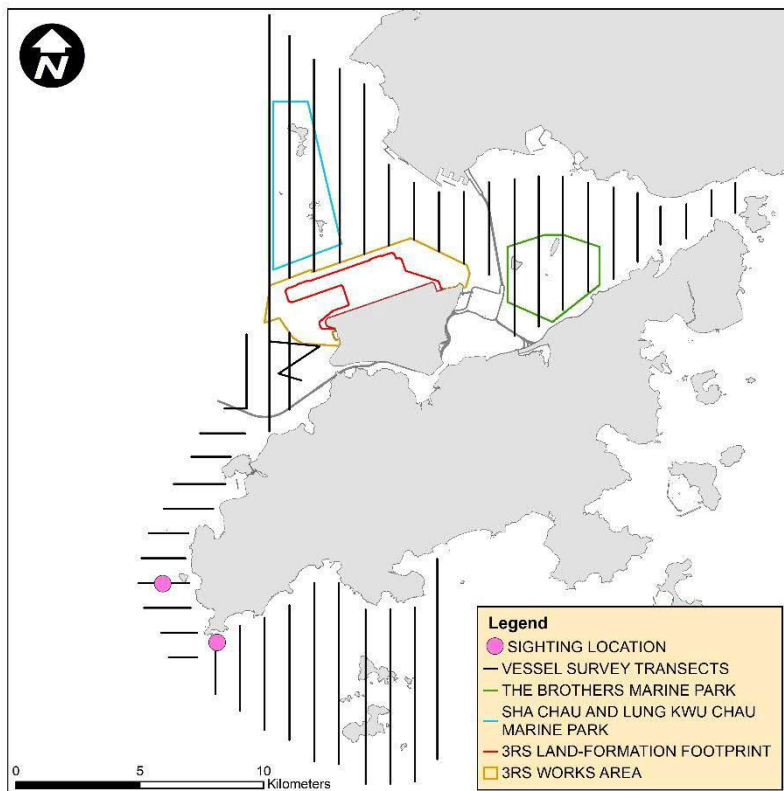 N
Legend
SIGHTING LOCATION
VESSEL SURVEY TRANSECTS
THE BROTHERS MARINE PARK
SHA CHAU AND LUNG KWU CHAU
MARINE PARK
3RS LAND-FORMATION FOOTPRINT
3RS WORKS AREA
0 5 10
Kilometers